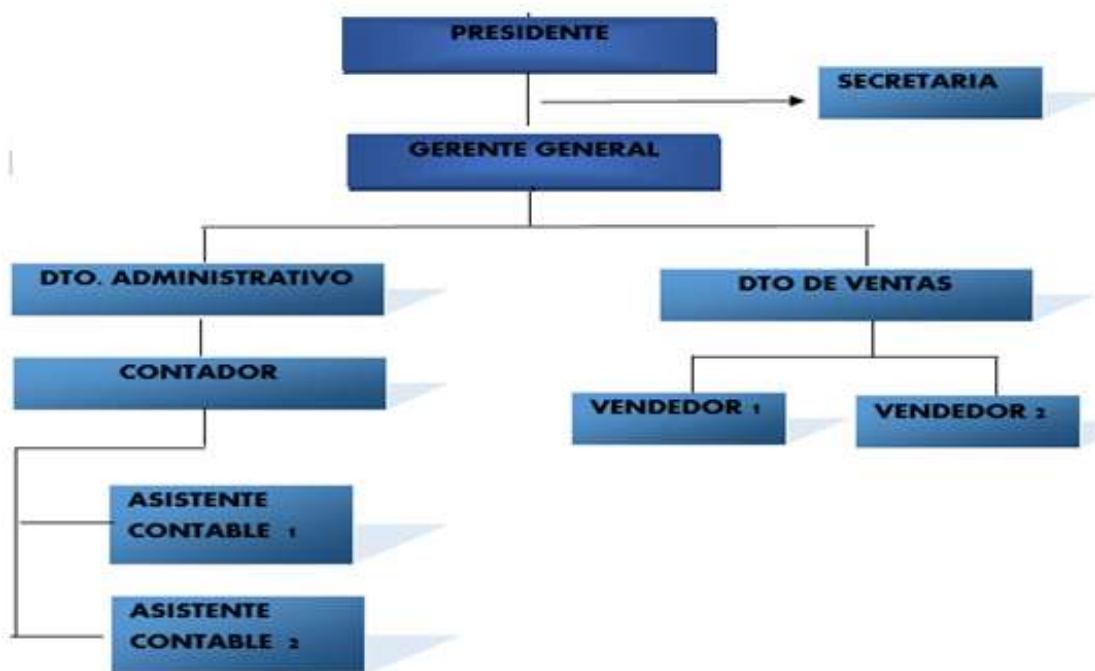 PRESIDENTE
SECRETARIA
GERENTE GENERAL
DTO. ADMINISTRATIVO
DTO DE VENTAS
CONTADOR
VENDEDOR 1
VENDEDOR 2
ASISTENTE
CONTABLE 1
ASISTENTE
CONTABLE 2